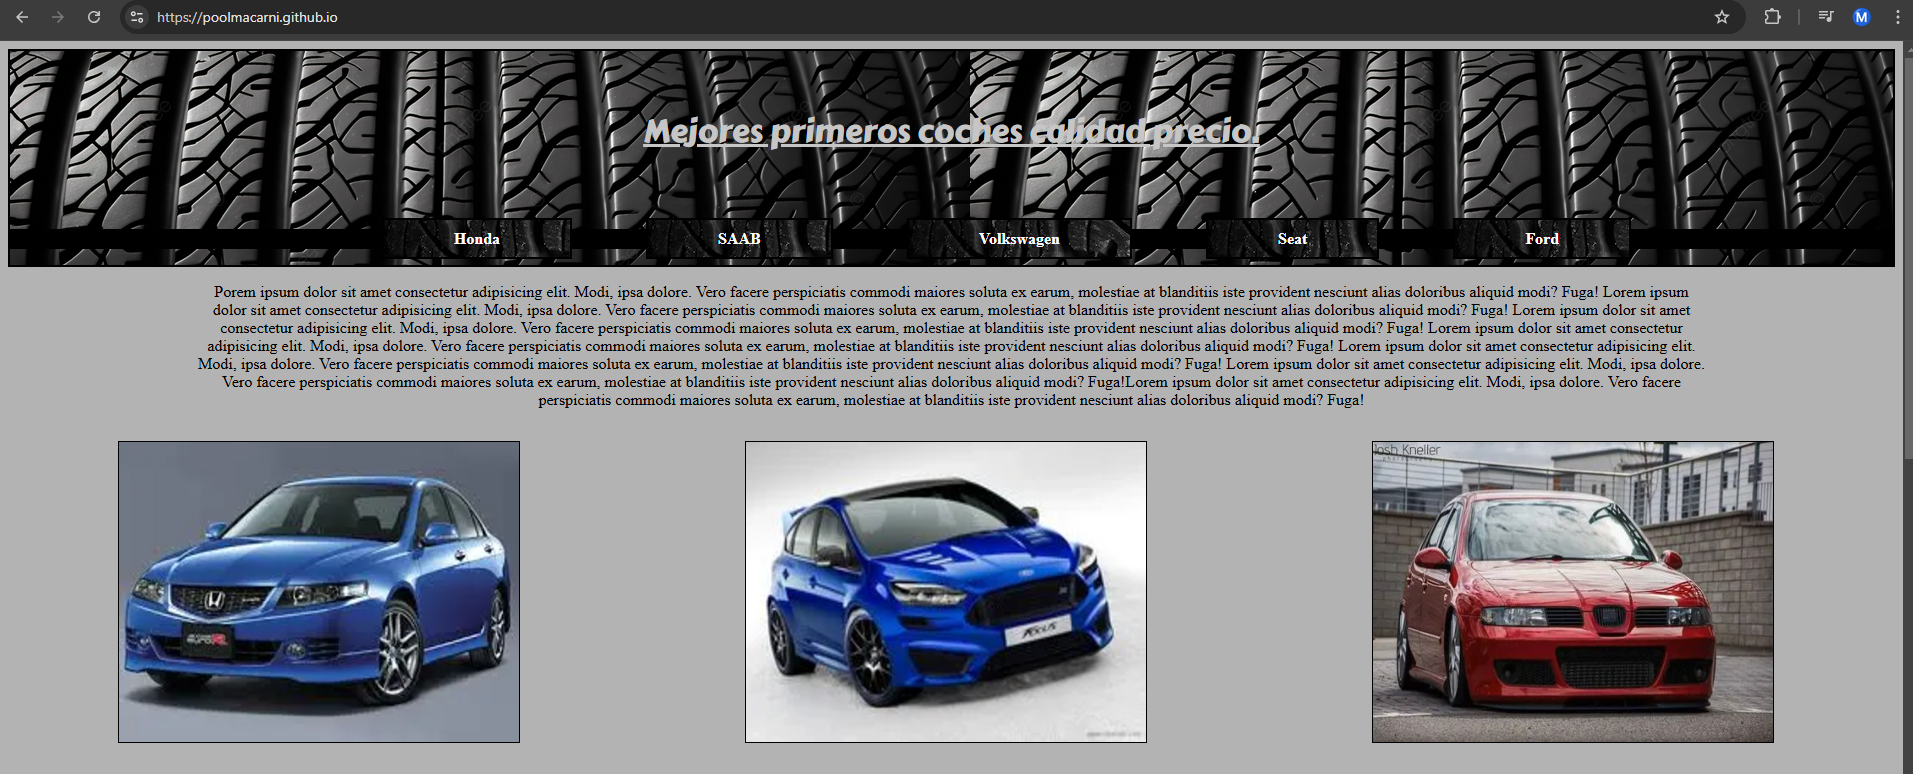 https://poolmacarni.github.io
M
Mejores primeros coches calidad precio.
Honda SAAB Volkswagen Seat Ford
Porem ipsum dolor sit amet consectetur adipisicing elit. Modi, ipsa dolore. Vero facere perspiciatis commodi maiores soluta ex earum, molestiae at blanditiis iste provident nesciunt alias doloribus aliquid modi? Fuga! Lorem ipsum
dolor sit amet consectetur adipisicing elit. Modi, ipsa dolore. Vero facere perspiciatis commodi maiores soluta ex earum, molestiae at blanditiis iste provident nesciunt alias doloribus aliquid modi? Fuga! Lorem ipsum dolor sit amet
consectetur adipisicing elit. Modi, ipsa dolore. Vero facere perspiciatis commodi maiores soluta ex earum, molestiae at blanditiis iste provident nesciunt alias doloribus aliquid modi? Fuga! Lorem ipsum dolor sit amet consectetur
adipisicing elit. Modi, ipsa dolore. Vero facere perspiciatis commodi maiores soluta ex earum, molestiae at blanditiis iste provident nesciunt alias doloribus aliquid modi? Fuga! Lorem ipsum dolor sit amet consectetur adipisicing elit.
Modi, ipsa dolore. Vero facere perspiciatis commodi maiores soluta ex earum, molestiae at blanditiis iste provident nesciunt alias doloribus aliquid modi? Fuga! Lorem ipsum dolor sit amet consectetur adipisicing elit. Modi, ipsa dolore.
Vero facere perspiciatis commodi maiores soluta ex earum, molestiae at blanditiis iste provident nesciunt alias doloribus aliquid modi? Fuga!Lorem ipsum dolor sit amet consectetur adipisicing elit. Modi, ipsa dolore. Vero facere
perspiciatis commodi maiores soluta ex earum, molestiae at blanditiis iste provident nesciunt alias doloribus aliquid modi? Fuga!
FOCUS
Josh Kneller